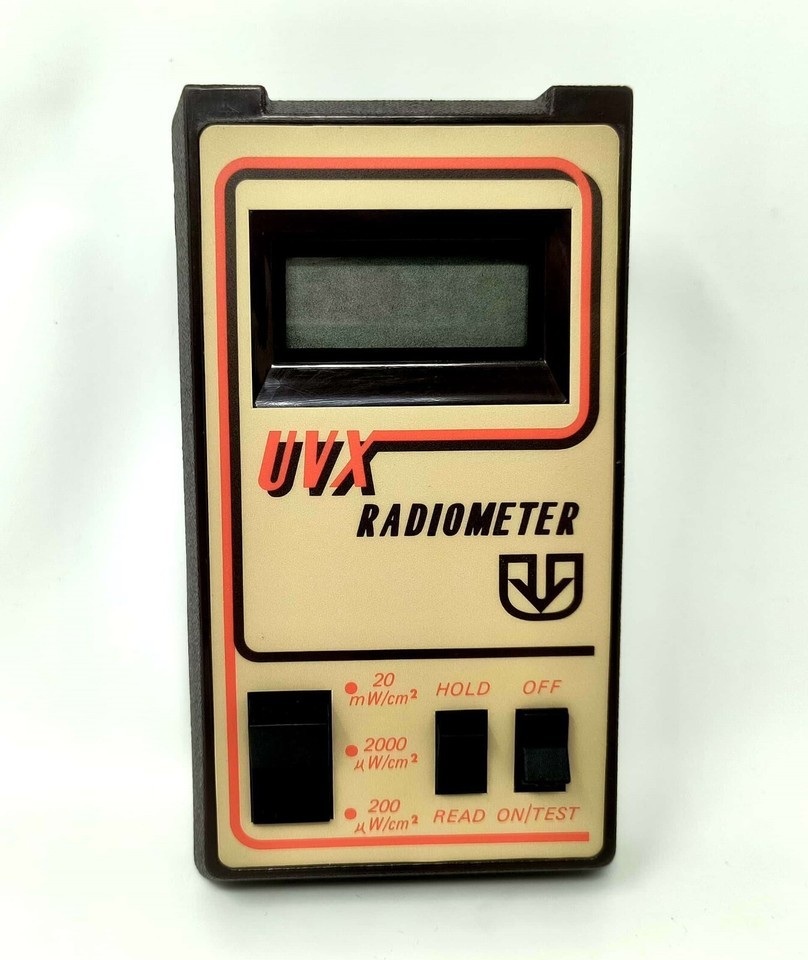 UVX
RADIOMETER
20
mW/cm²
HOLD OFF
2000
μW/cm²
200
μW/cm²
READ ON/TEST